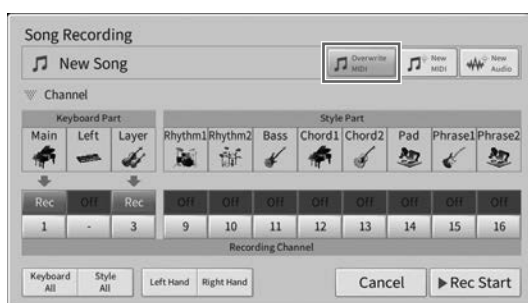 Song Recording
New Song
Overwrite MIDI
New MIDI
New Audio
Channel
Keyboard Part
Style Part
Main Left Layer Rhythm1 Rhythm2 Bass Chord1 Chord2 Pad Phrase1 Phrase2
Rec Off Rec Off Off Off Off Off Off Off Off
1 - 3 9 10 11 12 13 14 15 16
Recording Channel
Keyboard All
Style All
Left Hand
Right Hand
Cancel
Rec Start